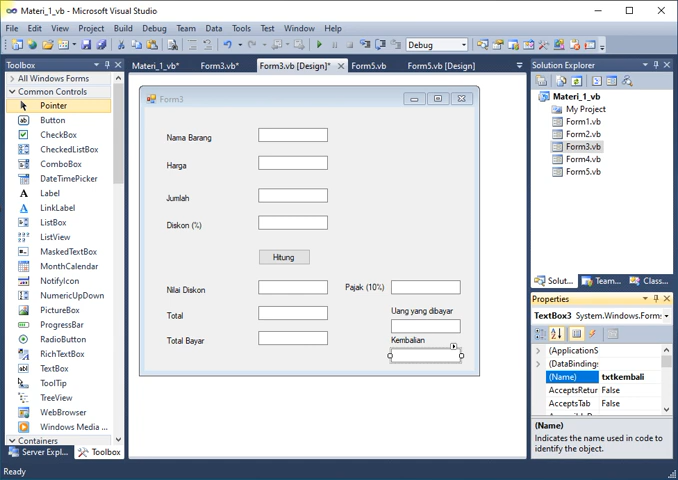 Materi_1_vb - Microsoft Visual Studio
File Edit View Project Build Debug Team Data Tools Test Window Help
Debug
Toolbox
All Windows Forms
Common Controls
Pointer
Button
CheckBox
CheckedListBox
ComboBox
DateTimePicker
Label
LinkLabel
ListBox
ListView
MaskedTextBox
MonthCalendar
NotifyIcon
NumericUpDown
PictureBox
ProgressBar
RadioButton
RichTextBox
TextBox
ToolTip
TreeView
WebBrowser
Windows Media ...
Containers
Server Expl... Toolbox
Materi_1_vb* Form3.vb* Form3.vb [Design]* Form5.vb Form5.vb [Design]
Form3
Nama Barang
Harga
Jumlah
Diskon (%)
Hitung
Nilai Diskon Pajak (10%)
Uang yang dibayar
Total
Total Bayar Kembalian
Solution Explorer
Materi_1_vb
My Project
Form1.vb
Form2.vb
Form3.vb
Form4.vb
Form5.vb
Solut... Team... Class...
Properties
TextBox3 System.Windows.Form
(ApplicationS
(DataBindings
(Name) txtkembali
AcceptsRetur False
AcceptsTab False
(Name)
Indicates the name used in code to
identify the object.
Ready